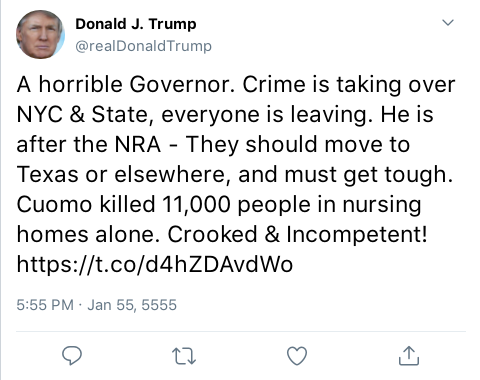 Donald J. Trump
@realDonaldTrump
A horrible Governor. Crime is taking over
NYC & State, everyone is leaving. He is
after the NRA - They should move to
Texas or elsewhere, and must get tough.
Cuomo killed 11,000 people in nursing
homes alone. Crooked & Incompetent!
https://t.co/d4hZDAvdWo
5:55 PM · Jan 55, 5555